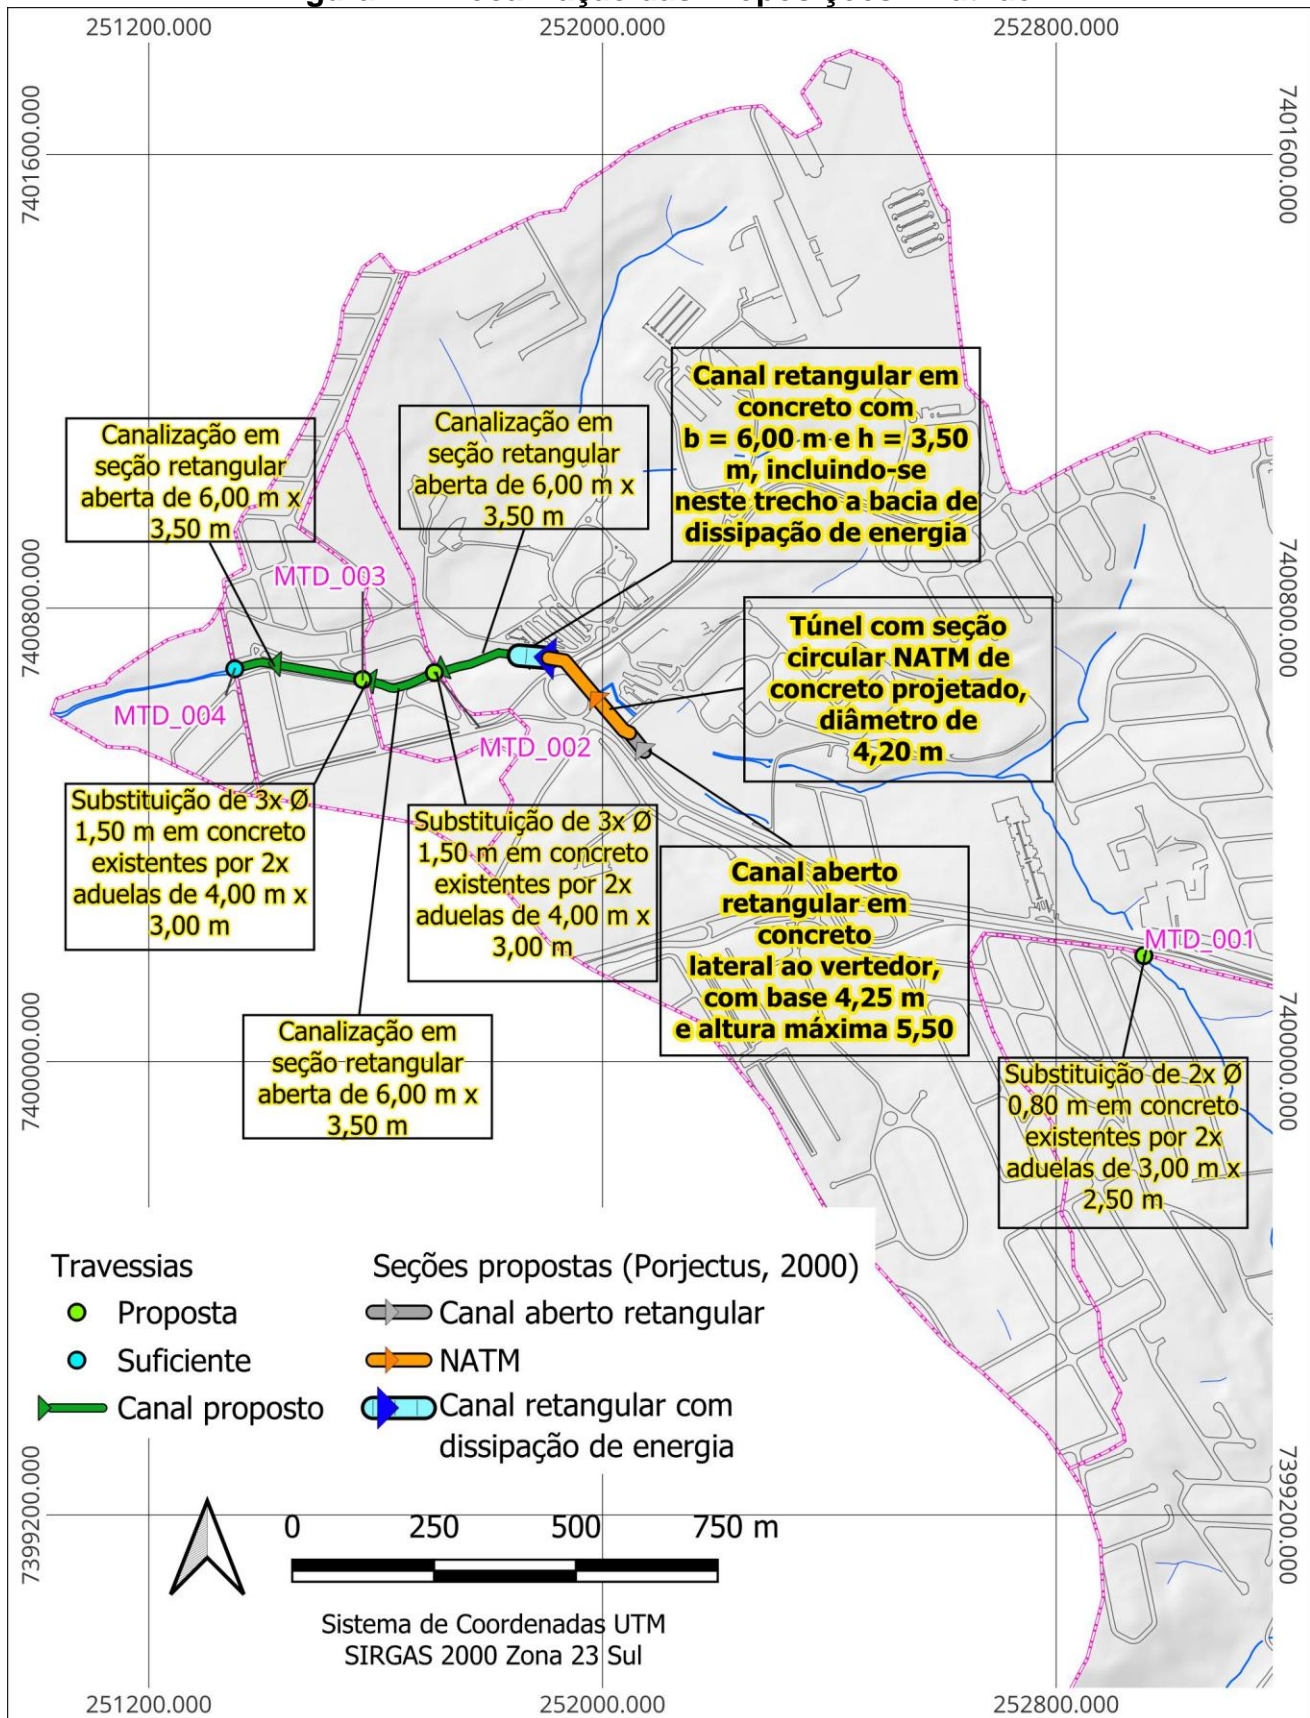 251200.000
252000.000
252800.000
7401600.000
7401600.000
Canal retangular em
concreto com
b = 6,00 m e h = 3,50
m, incluindo-se
neste trecho a bacia de
dissipação de energia
Canalização em
seção retangular
aberta de 6,00 m x
3,50 m
Canalização em
seção retangular
aberta de 6,00 m x
3,50 m
7400800.000
7400800.000
MTD_003
Túnel com seção
circular NATM de
concreto projetado,
diâmetro de
4,20 m
MTD_004
MTD_002
Substituição de 3x Ø
1,50 m em concreto
existentes por 2x
aduelas de 4,00 m x
3,00 m
Substituição de 3x Ø
1,50 m em concreto
existentes por 2x
aduelas de 4,00 m x
3,00 m
Canal aberto
retangular em
concreto
lateral ao vertedor,
com base 4,25 m
e altura máxima 5,50
MTD_001
7400000.000
7400000.000
Canalização em
seção retangular
aberta de 6,00 m x
3,50 m
Substituição de 2x Ø
0,80 m em concreto
existentes por 2x
aduelas de 3,00 m x
2,50 m
Travessias
Proposta
Suficiente
Canal proposto
Seções propostas (Porjectus, 2000)
Canal aberto retangular
NATM
Canal retangular com
dissipação de energia
7399200.000
7399200.000
0 250 500 750 m
Sistema de Coordenadas UTM
SIRGAS 2000 Zona 23 Sul
251200.000
252000.000
252800.000